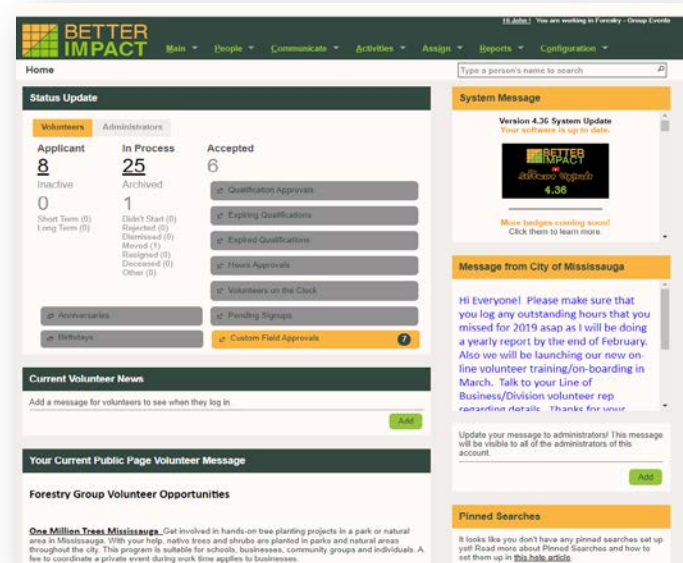 Hi John ! You are working in Forestry - Group Events
BETTER
IMPACT
Main People Communicate Activities Assign Reports Configuration
Home
Type a person's name to search
Status Update
Volunteers Administrators
Applicant In Process Accepted
8 25 6
Inactive Archived
0 1
Short Term (0)
Long Term (0)
Didn't Start (0)
Rejected (0)
Dismissed (0)
Moved (1)
Resigned (0)
Deceased (0)
Other (0)
Qualification Approvals
Expiring Qualifications
Expired Qualifications
Hours Approvals
Volunteers on the Clock
Anniversaries
Pending Signups
Birthdays
Custom Field Approvals 7
Current Volunteer News
Add a message for volunteers to see when they log in.
Add
Your Current Public Page Volunteer Message
Forestry Group Volunteer Opportunities
One Million Trees Mississauga Get involved in hands-on tree planting projects in a park or natural
area in Mississauga. With your help, native trees and shrubs are planted in parks and natural areas
throughout the city. This program is suitable for schools, businesses, community groups and individuals. A
fee to coordinate a private event during work time applies to businesses.
System Message
Version 4.36 System Update
Your software is up to date.
BETTER
IMPACT
Software Upgrade
4.36
More badges coming soon!
Click them to learn more.
Message from City of Mississauga
Hi Everyone! Please make sure that
you log any outstanding hours that you
missed for 2019 asap as I will be doing
a yearly report by the end of February.
Also we will be launching our new on-
line volunteer training/on-boarding in
March. Talk to your Line of
Business/Division volunteer rep
regarding details. Thanks for your
Update your message to administrators! This message
will be visible to all of the administrators of this
account.
Add
Pinned Searches
It looks like you don't have any pinned searches set up
yet! Read more about Pinned Searches and how to
set them up in this help article.